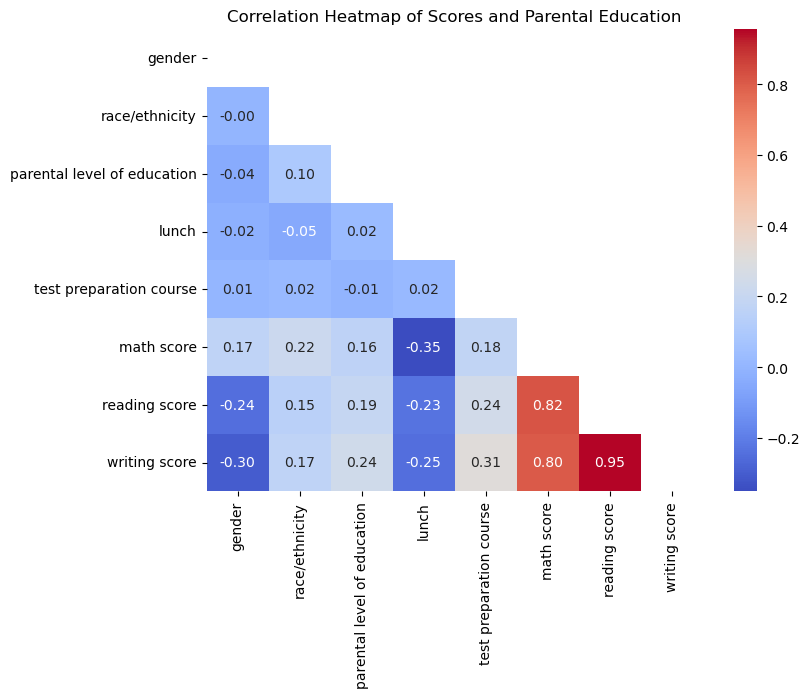 Correlation Heatmap of Scores and Parental Education
gender
race/ethnicity -0.00
parental level of education -0.04 0.10
lunch -0.02 -0.05 0.02
test preparation course 0.01 0.02 -0.01 0.02
math score 0.17 0.22 0.16 -0.35 0.18
reading score -0.24 0.15 0.19 -0.23 0.24 0.82
writing score -0.30 0.17 0.24 -0.25 0.31 0.80 0.95
gender
race/ethnicity
parental level of education
lunch
test preparation course
math score
reading score
writing score
0.8
0.6
0.4
0.2
0.0
−0.2